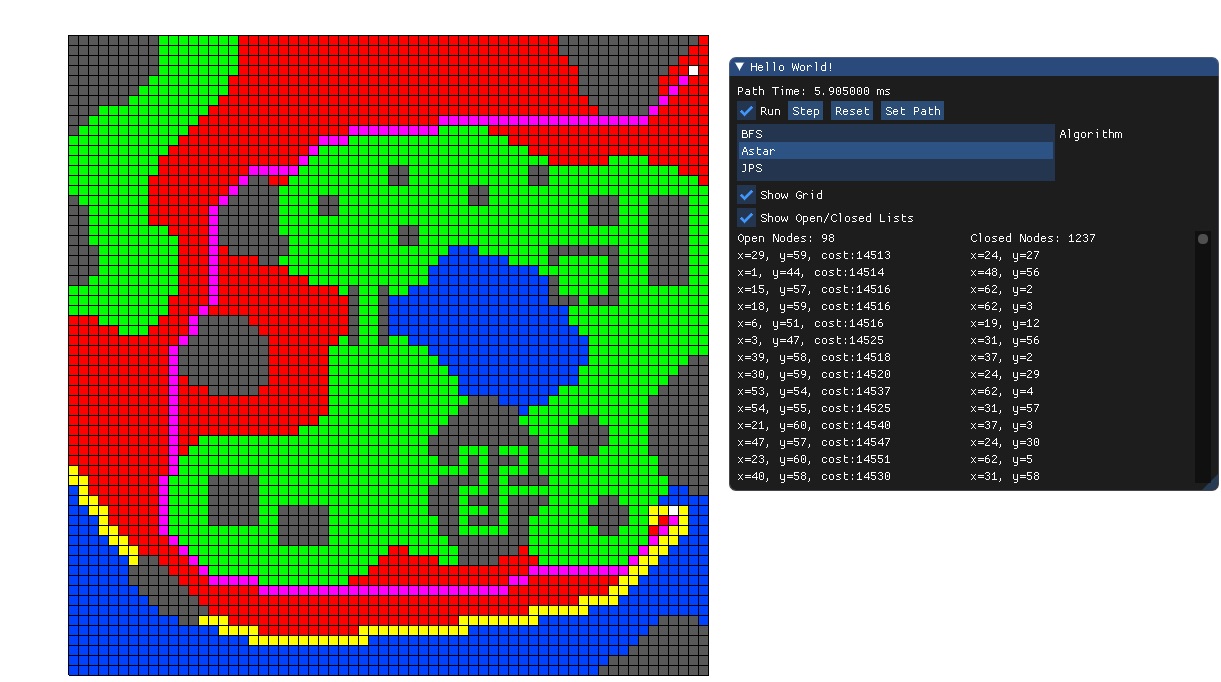 Hello World!
Path Time: 5.905000 ms
Run Step Reset Set Path
BFS Algorithm
Astar
JPS
Show Grid
Show Open/Closed Lists
Open Nodes: 98 Closed Nodes: 1237
x=29, y=59, cost:14513 x=24, y=27
x=1, y=44, cost:14514 x=48, y=56
x=15, y=57, cost:14516 x=62, y=2
x=18, y=59, cost:14516 x=62, y=3
x=6, y=51, cost:14516 x=19, y=12
x=3, y=47, cost:14525 x=31, y=56
x=39, y=58, cost:14518 x=37, y=2
x=30, y=59, cost:14520 x=24, y=29
x=53, y=54, cost:14537 x=62, y=4
x=54, y=55, cost:14525 x=31, y=57
x=21, y=60, cost:14540 x=37, y=3
x=47, y=57, cost:14547 x=24, y=30
x=23, y=60, cost:14551 x=62, y=5
x=40, y=58, cost:14530 x=31, y=58